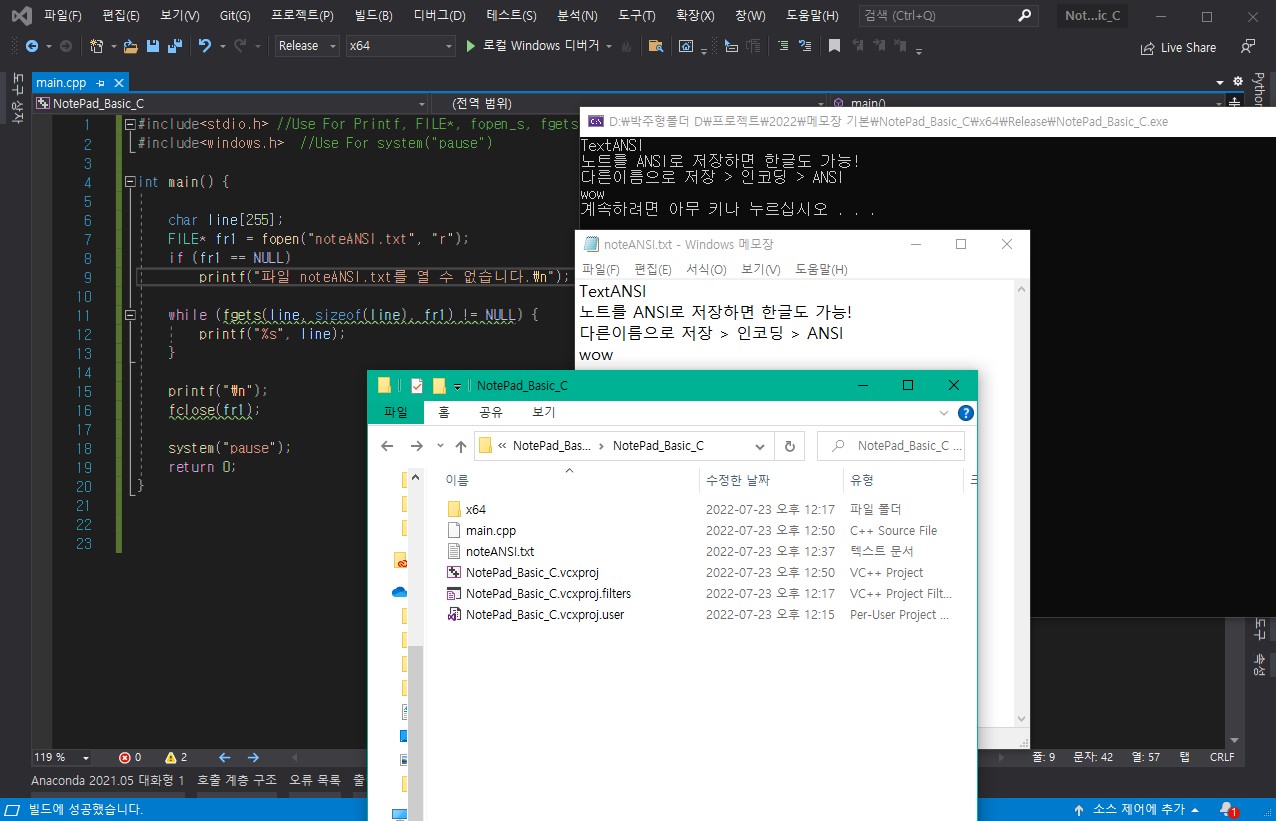 파일(F) 편집(E) 보기(V) Git(G) 프로젝트(P) 빌드(B) 디버그(D) 테스트(S) 분석(N) 도구(T) 확장(X) 창(W) 도움말(H) 검색 (Ctrl+Q) Not...ic_C
Release x64 로컬 Windows 디버거 Live Share
도구 상자
main.cpp
Python
NotePad_Basic_C (전역 범위) main()
1 #include<stdio.h> //Use For Printf, FILE*, fopen_s, fgets
2 #include<windows.h> //Use For system("pause")
3
4 int main() {
5
6 char line[255];
7 FILE* fr1 = fopen("noteANSI.txt", "r");
8 if (fr1 == NULL)
9 printf("파일 noteANSI.txt를 열 수 없습니다.₩n");
10
11 while (fgets(line, sizeof(line), fr1) != NULL) {
12 printf("%s", line);
13 }
14
15 printf("₩n");
16 fclose(fr1);
17
18 system("pause");
19 return 0;
20 }
21
22
23
D:₩박주형폴더 D₩프로젝트₩2022₩메모장 기본₩NotePad_Basic_C₩x64₩Release₩NotePad_Basic_C.exe
TextANSI
노트를 ANSI로 저장하면 한글도 가능!
다른이름으로 저장 > 인코딩 > ANSI
wow
계속하려면 아무 키나 누르십시오 . . .
noteANSI.txt - Windows 메모장
파일(F) 편집(E) 서식(O) 보기(V) 도움말(H)
TextANSI
노트를 ANSI로 저장하면 한글도 가능!
다른이름으로 저장 > 인코딩 > ANSI
wow
NotePad_Basic_C
파일 홈 공유 보기
« NotePad_Bas... › NotePad_Basic_C NotePad_Basic_C ...
이름 수정한 날짜 유형
x64 2022-07-23 오후 12:17 파일 폴더
main.cpp 2022-07-23 오후 12:50 C++ Source File
noteANSI.txt 2022-07-23 오후 12:37 텍스트 문서
NotePad_Basic_C.vcxproj 2022-07-23 오후 12:50 VC++ Project
NotePad_Basic_C.vcxproj.filters 2022-07-23 오후 12:17 VC++ Project Filt...
NotePad_Basic_C.vcxproj.user 2022-07-23 오후 12:15 Per-User Project ...
속성
119 % 0 2 줄: 9 문자: 42 열: 57 탭 CRLF
Anaconda 2021.05 대화형 1 호출 계층 구조 오류 목록
빌드에 성공했습니다. 소스 제어에 추가 1